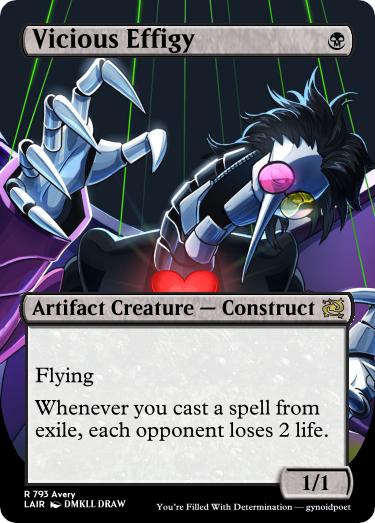 Vicious Effigy
Artifact Creature — Construct
Flying
Whenever you cast a spell from
exile, each opponent loses 2 life.
1/1
R 793 Avery
LAIR DMKLL DRAW
You're Filled With Determination — gynoidpoet